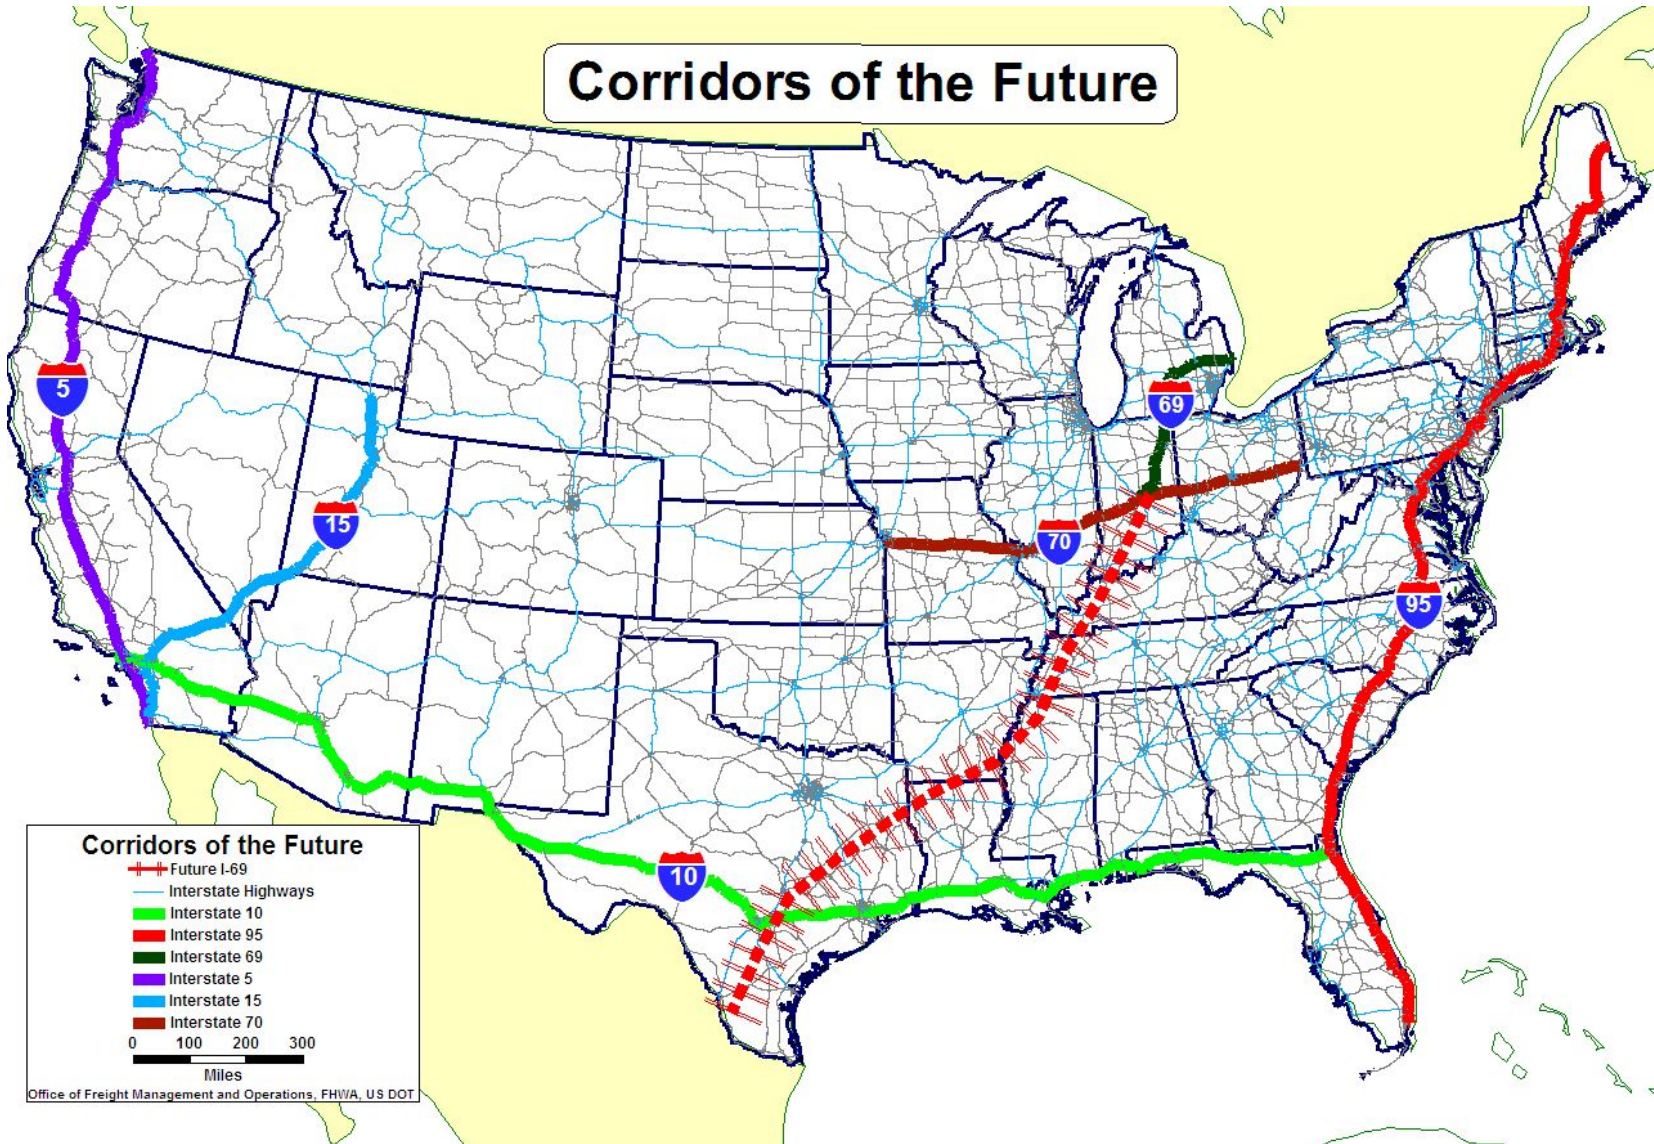 Corridors of the Future
5
69
15
70
95
10
Corridors of the Future
Future I-69
Interstate Highways
Interstate 10
Interstate 95
Interstate 69
Interstate 5
Interstate 15
Interstate 70
0 100 200 300
Miles
Office of Freight Management and Operations, FHWA, US DOT